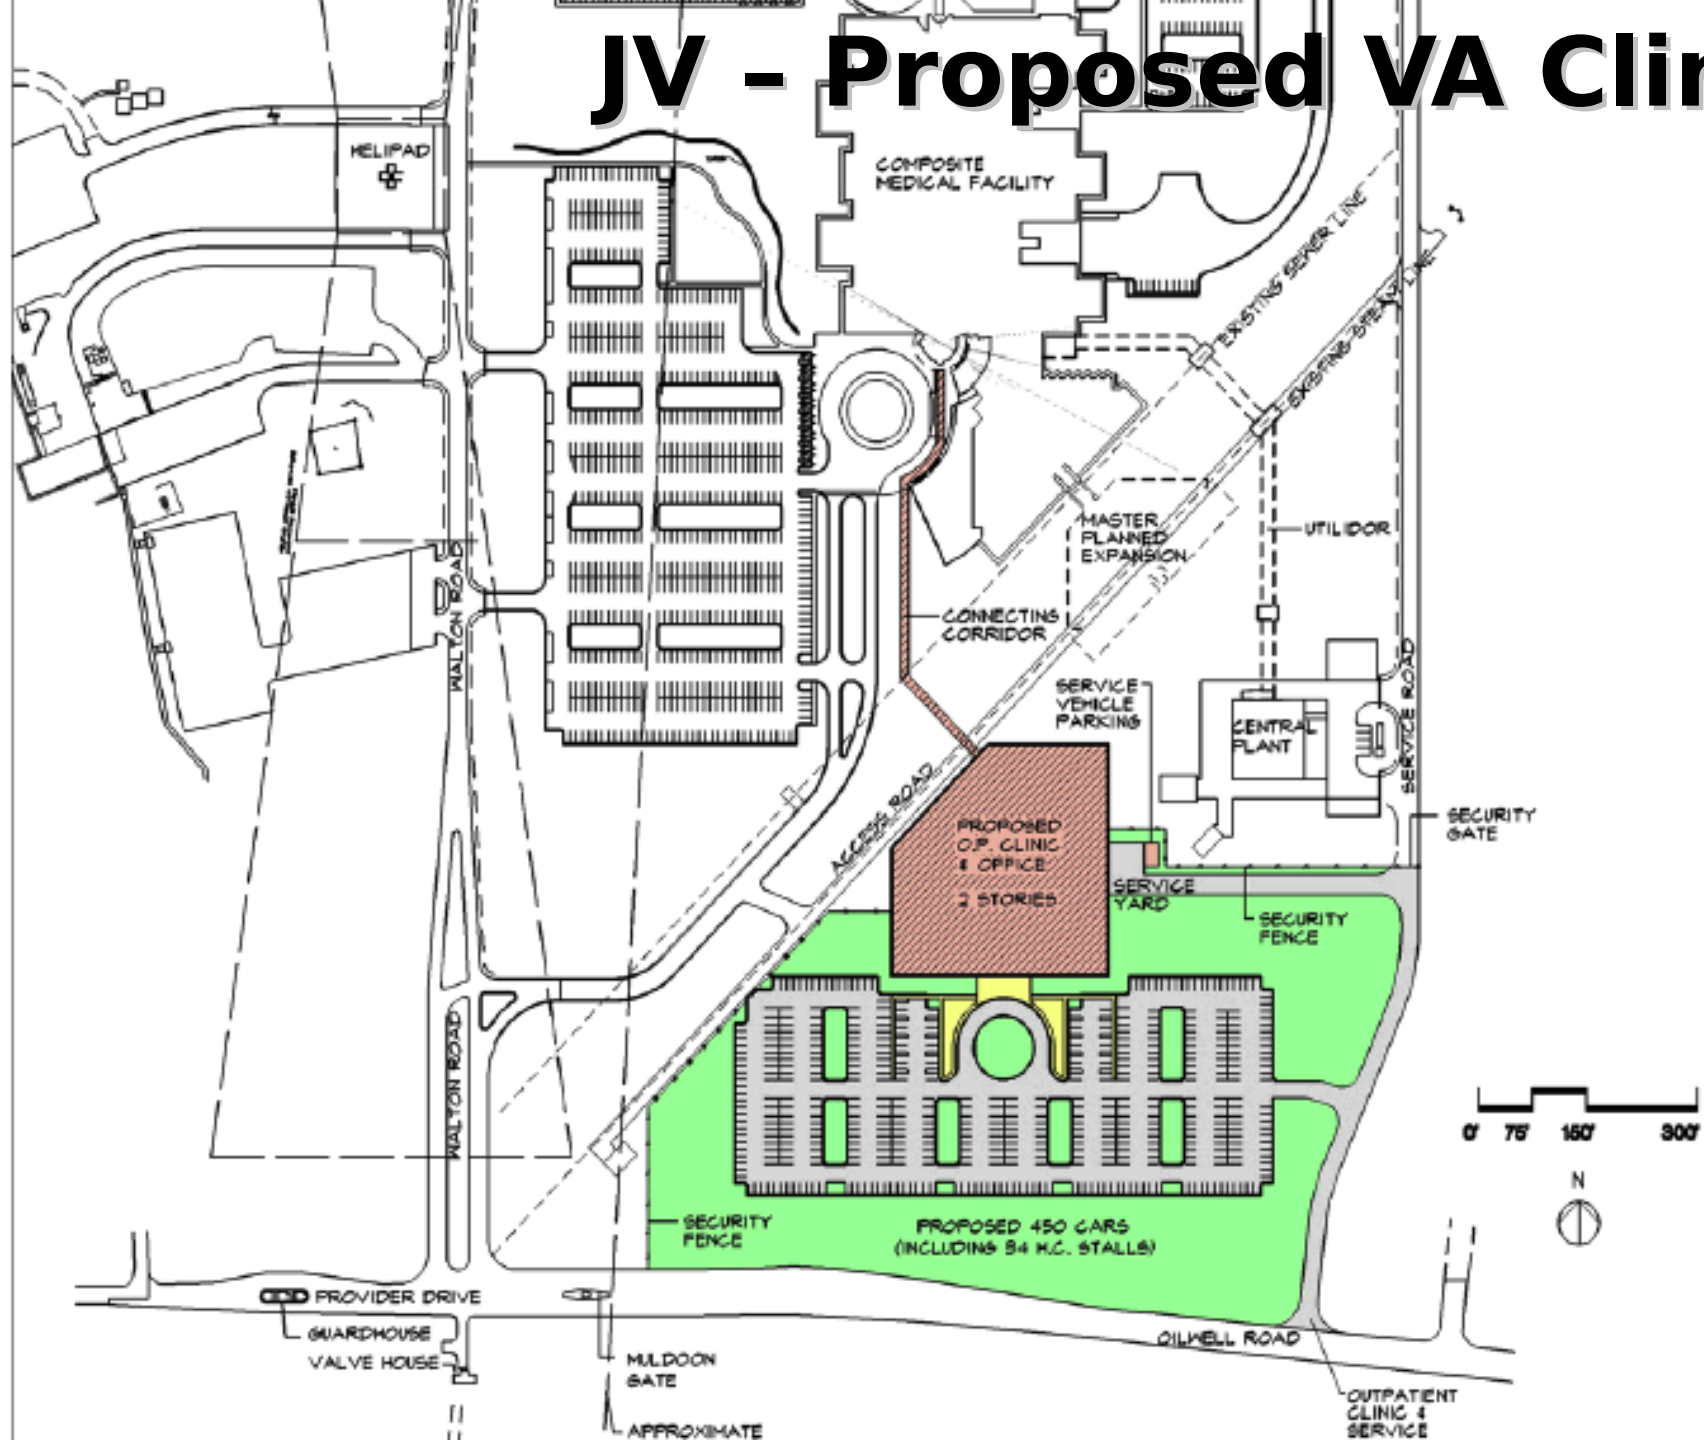 JV – Proposed VA Clin
HELIPAD
COMPOSITE
MEDICAL FACILITY
EXISTING SEWER LINE
EXISTING STEAM LINE
MASTER
PLANNED
EXPANSION
UTILIDOR
WALTON ROAD
CONNECTING
CORRIDOR
SERVICE
VEHICLE
PARKING
CENTRAL
PLANT
SERVICE ROAD
ACCESS ROAD
SECURITY
GATE
PROPOSED
O.P. CLINIC
& OFFICE
2 STORIES
SERVICE
YARD
SECURITY
FENCE
WALTON ROAD
0' 75' 150' 300'
N
SECURITY
FENCE
PROPOSED 450 CARS
(INCLUDING 54 H.C. STALLS)
PROVIDER DRIVE
GUARDHOUSE
VALVE HOUSE
OILWELL ROAD
MULDOON
GATE
APPROXIMATE
OUTPATIENT
CLINIC &
SERVICE